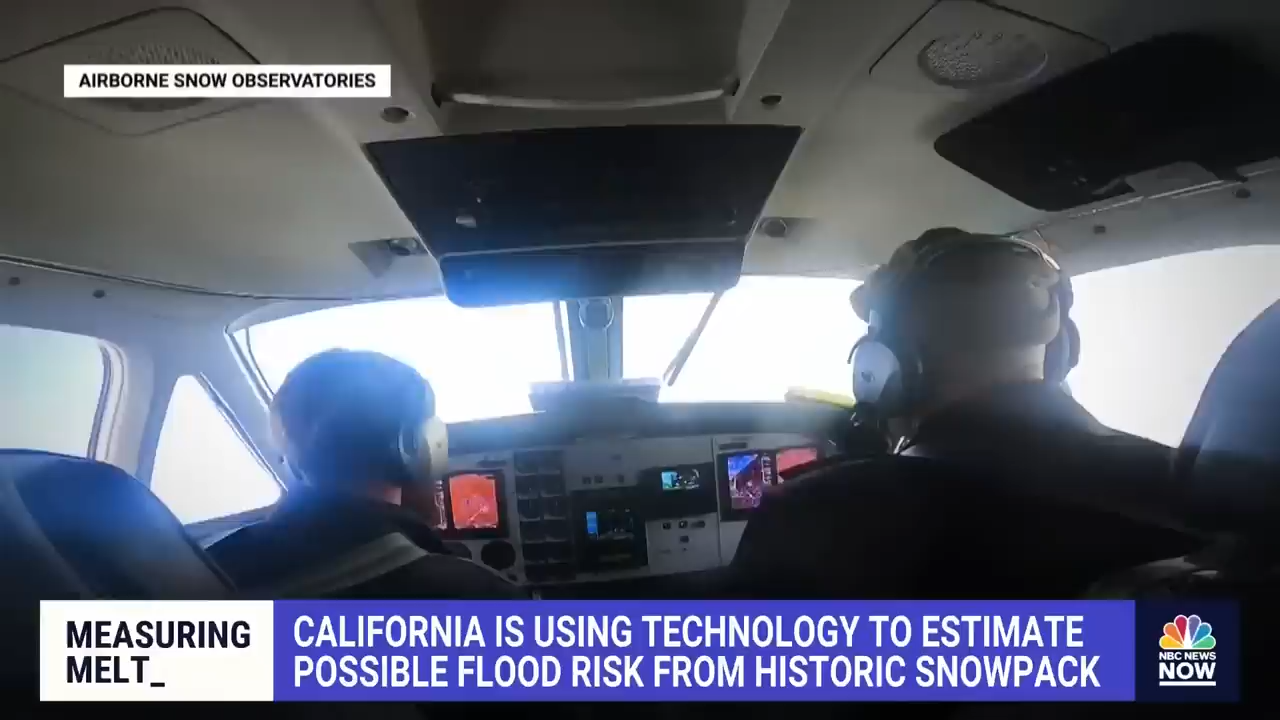 AIRBORNE SNOW OBSERVATORIES
MEASURING
MELT_
CALIFORNIA IS USING TECHNOLOGY TO ESTIMATE
POSSIBLE FLOOD RISK FROM HISTORIC SNOWPACK
NBC NEWS
NOW